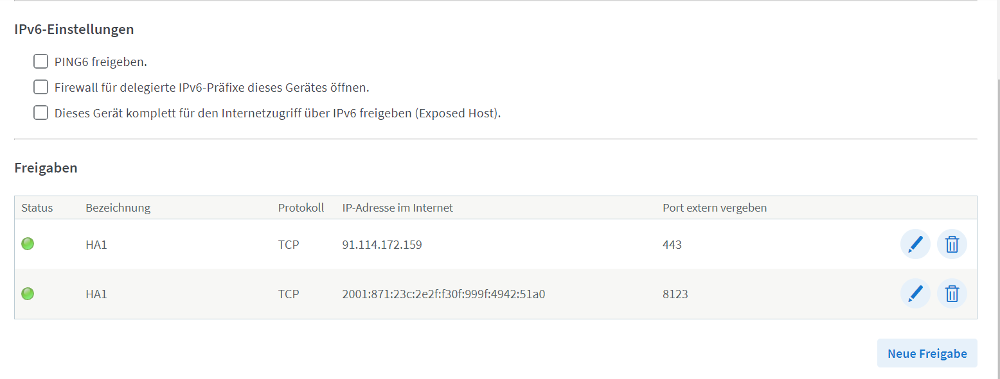 IPv6-Einstellungen
PING6 freigeben.
Firewall für delegierte IPv6-Präfixe dieses Gerätes öffnen.
Dieses Gerät komplett für den Internetzugriff über IPv6 freigeben (Exposed Host).
Freigaben
Status Bezeichnung Protokoll IP-Adresse im Internet Port extern vergeben
HA1 TCP 91.114.172.159 443
HA1 TCP 2001:871:23c:2e2f:f30f:999f:4942:51a0 8123
Neue Freigabe